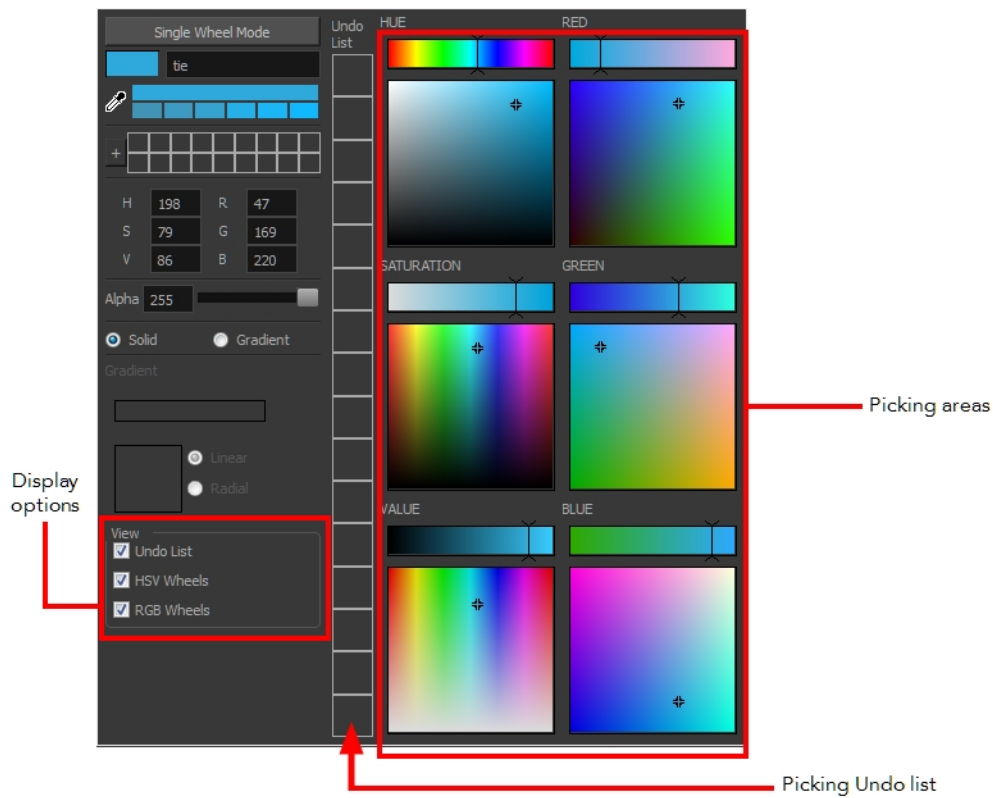 Single Wheel Mode
tie
+
H 198 R 47
S 79 G 169
V 86 B 220
Alpha 255
Solid Gradient
Gradient
Linear
Radial
View
Undo List
HSV Wheels
RGB Wheels
Undo
List
HUE RED
SATURATION GREEN
VALUE BLUE
Display
options
Picking areas
Picking Undo list